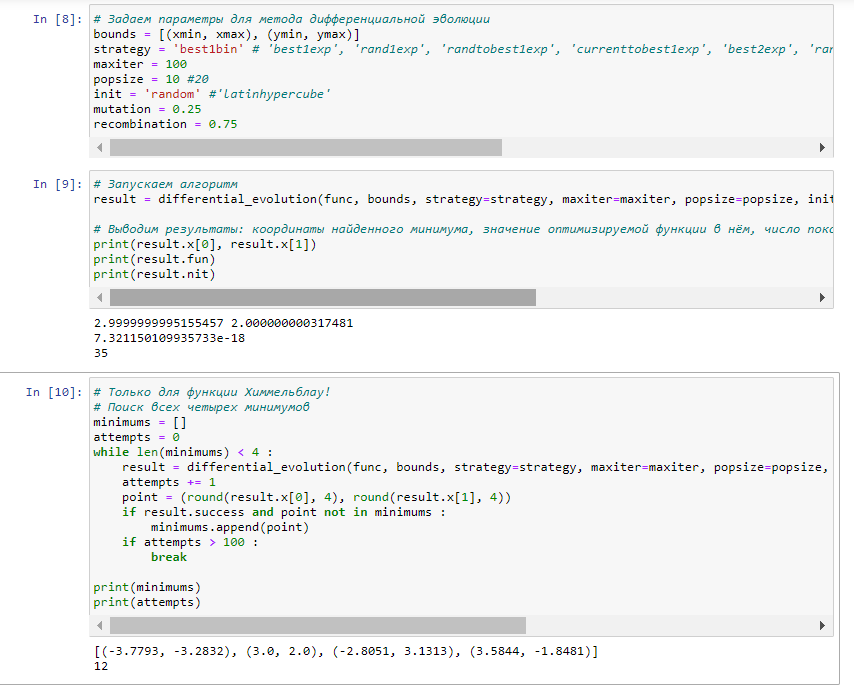 In [8]: # Задаем параметры для метода дифференциальной эволюции
bounds = [(xmin, xmax), (ymin, ymax)]
strategy = 'best1bin' # 'best1exp', 'rand1exp', 'randtobest1exp', 'currenttobest1exp', 'best2exp',
maxiter = 100
popsize = 10 #20
init = 'random' #'latinhypercube'
mutation = 0.25
recombination = 0.75
In [9]: # Запускаем алгоритм
result = differential_evolution(func, bounds, strategy=strategy, maxiter=maxiter, popsize=popsize, init
# Выводим результаты: координаты найденного минимума, значение оптимизируемой функции в нём, число
print(result.x[0], result.x[1])
print(result.fun)
print(result.nit)
2.9999999995155457 2.000000000317481
7.321150109935733e-18
35
In [10]: # Только для функции Химмельблау!
# Поиск всех четырех минимумов
minimums = []
attempts = 0
while len(minimums) < 4 :
result = differential_evolution(func, bounds, strategy=strategy, maxiter=maxiter, popsize=popsize,
attempts += 1
point = (round(result.x[0], 4), round(result.x[1], 4))
if result.success and point not in minimums :
minimums.append(point)
if attempts > 100 :
break
print(minimums)
print(attempts)
[(-3.7793, -3.2832), (3.0, 2.0), (-2.8051, 3.1313), (3.5844, -1.8481)]
12